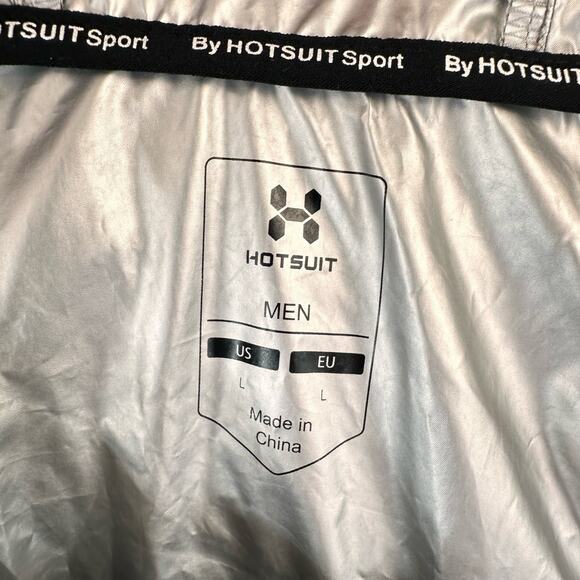 OTSUIT Sport By HOTSUIT Sport By HOTSUIT
HOTSUIT
MEN
US EU
L L
Made in
China